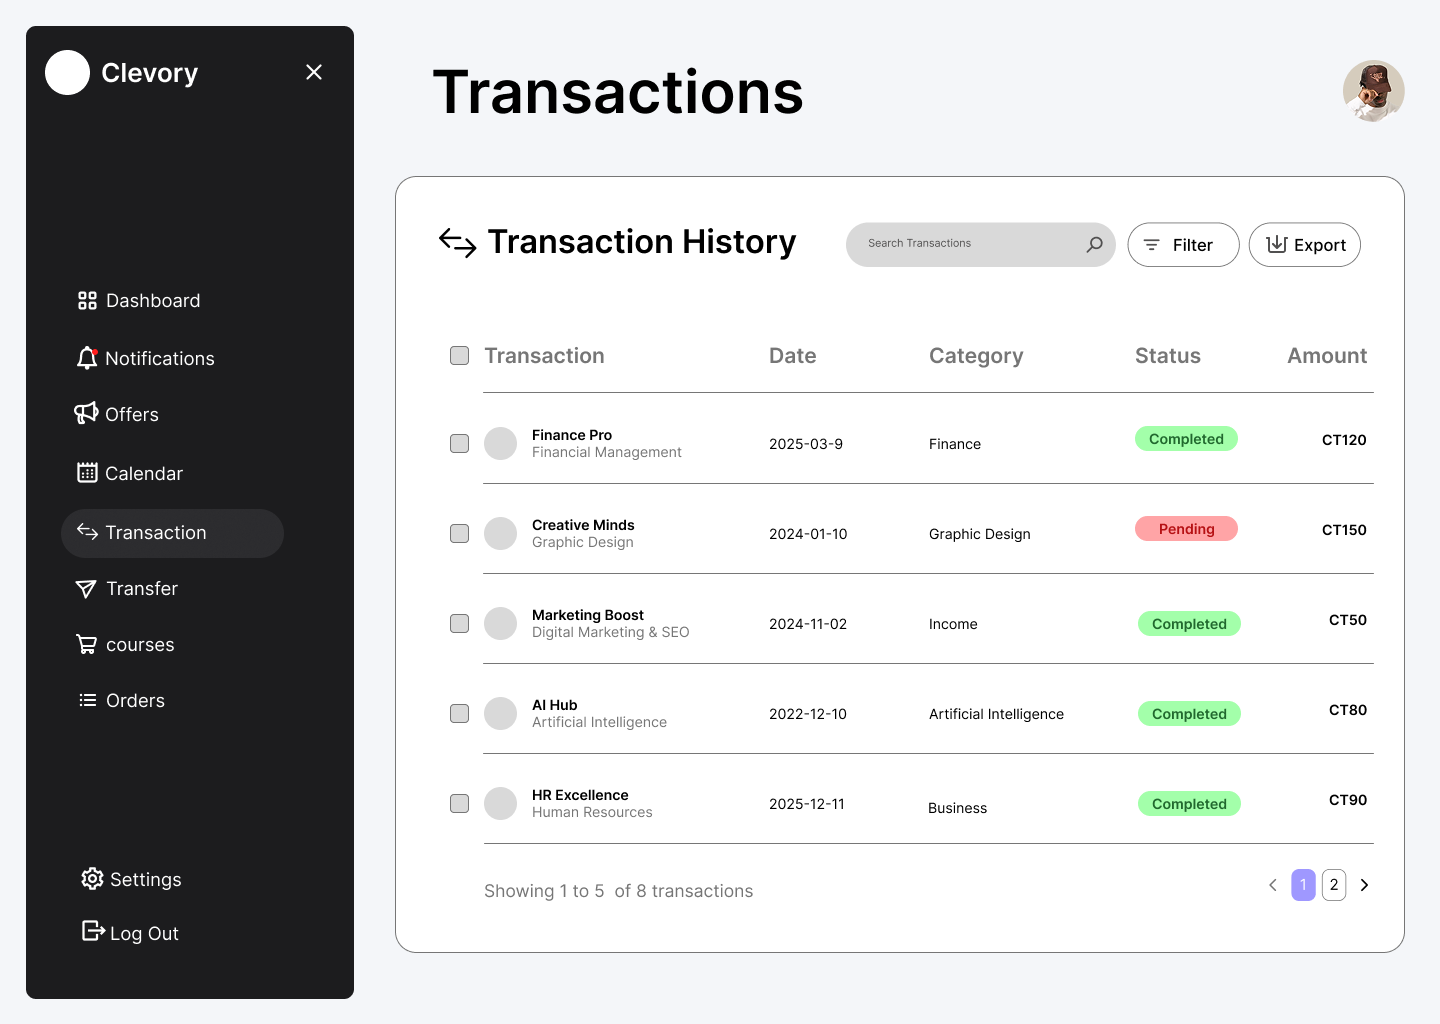 Clevory
Dashboard
Notifications
Offers
Calendar
Transaction
Transfer
courses
Orders
Settings
Log Out
Transactions
Transaction History
Search Transactions
Filter
Export
Transaction Date Category Status Amount
Finance Pro
Financial Management
2025-03-9 Finance Completed CT120
Creative Minds
Graphic Design
2024-01-10 Graphic Design Pending CT150
Marketing Boost
Digital Marketing & SEO
2024-11-02 Income Completed CT50
AI Hub
Artificial Intelligence
2022-12-10 Artificial Intelligence Completed CT80
HR Excellence
Human Resources
2025-12-11 Business Completed CT90
Showing 1 to 5 of 8 transactions
1 2